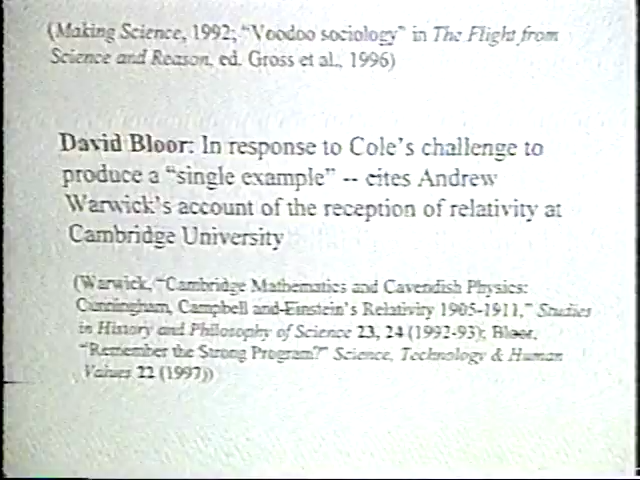 (Making Science, 1992; "Voodoo sociology" in The Flight from
Science and Reason, ed. Gross et al., 1996)
David Bloor: In response to Cole's challenge to
produce a "single example" -- cites Andrew
Warwick's account of the reception of relativity at
Cambridge University
(Warwick, "Cambridge Mathematics and Cavendish Physics:
Cunningham, Campbell and Einstein's Relativity 1905-1911," Studies
in History and Philosophy of Science 23, 24 (1992-93); Bloor,
"Remember the Strong Program?" Science, Technology & Human
Values 22 (1997))